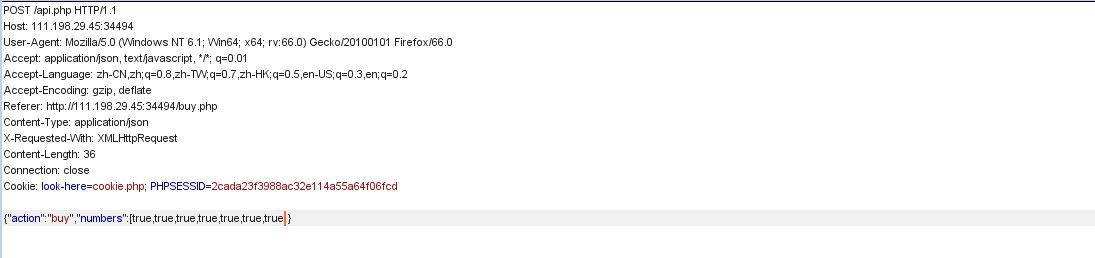 POST /api.php HTTP/1.1
Host: 111.198.29.45:34494
User-Agent: Mozilla/5.0 (Windows NT 6.1; Win64; x64; rv:66.0) Gecko/20100101 Firefox/66.0
Accept: application/json, text/javascript, */*; q=0.01
Accept-Language: zh-CN,zh;q=0.8,zh-TW;q=0.7,zh-HK;q=0.5,en-US;q=0.3,en;q=0.2
Accept-Encoding: gzip, deflate
Referer: http://111.198.29.45:34494/buy.php
Content-Type: application/json
X-Requested-With: XMLHttpRequest
Content-Length: 36
Connection: close
Cookie: look-here=cookie.php; PHPSESSID=2cada23f3988ac32e114a55a64f06fcd
{"action":"buy","numbers":[true,true,true,true,true,true,true]}